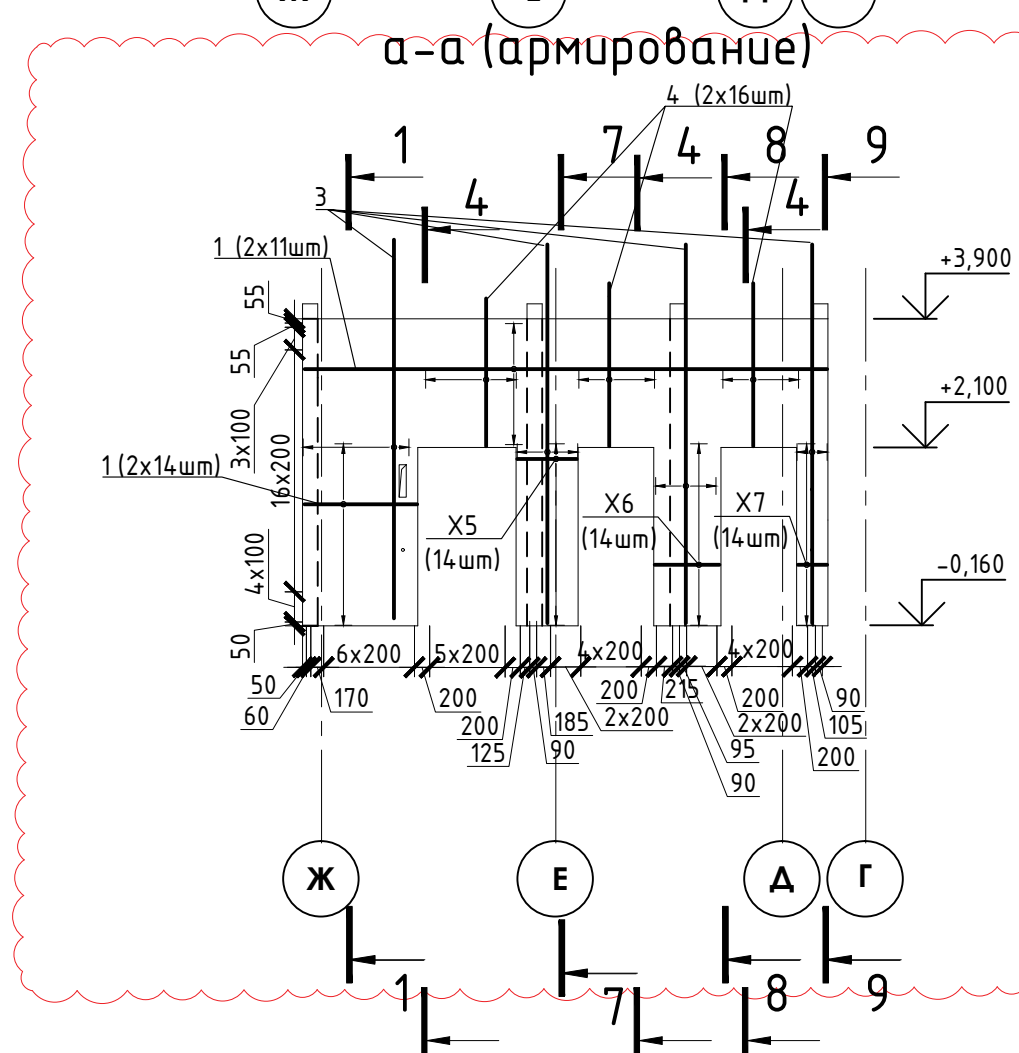 а-а (армирование)
4 (2х16шт)
1
7
4
8
9
3
4
4
1 (2х11шт)
+3,900
55
55
+2,100
3х100
16х200
1(2х14шт)
Х5
(14шт)
Х6
(14шт)
Х7
(14шт)
-0,160
4х100
50
6х200
5х200
4х200
4х200
50
170
200
200
215
200
90
60
200
185
2х200
2х200
105
125
90
95
200
90
Ж
Е
Д
Г
1
7
8
9